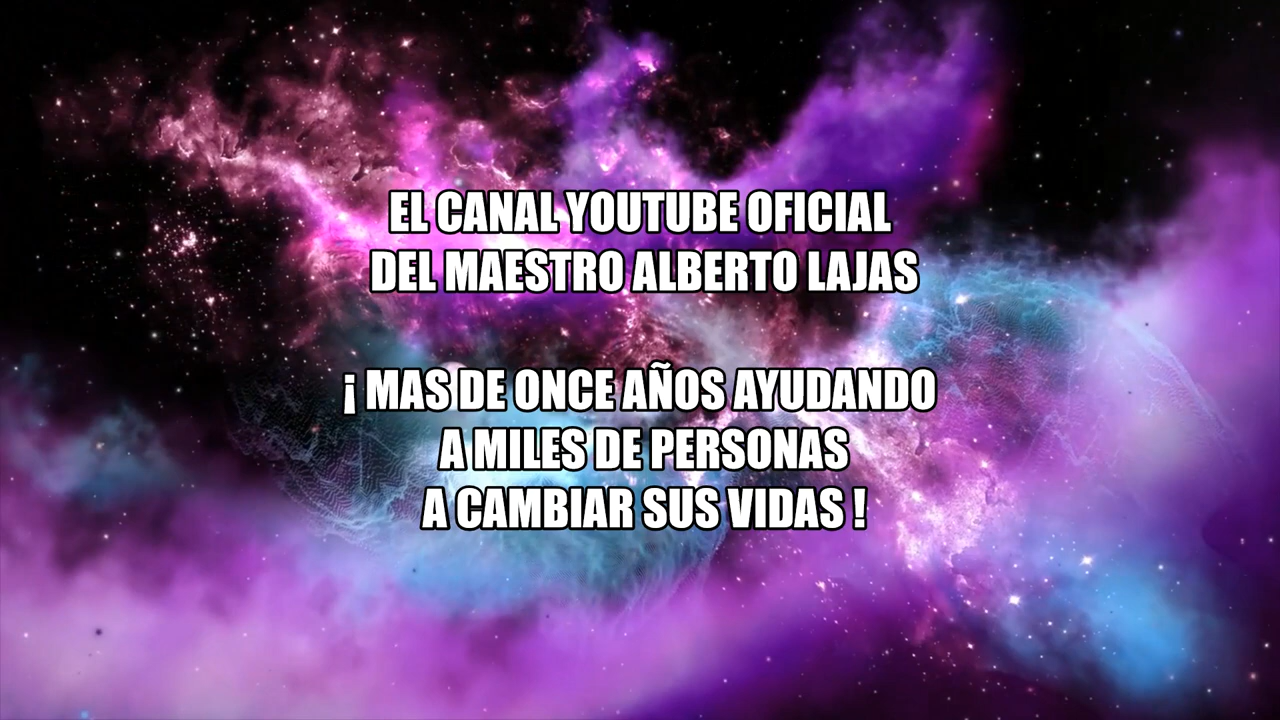 EL CANAL YOUTUBE OFICIAL
DEL MAESTRO ALBERTO LAJAS
¡ MAS DE ONCE AÑOS AYUDANDO
A MILES DE PERSONAS
A CAMBIAR SUS VIDAS !